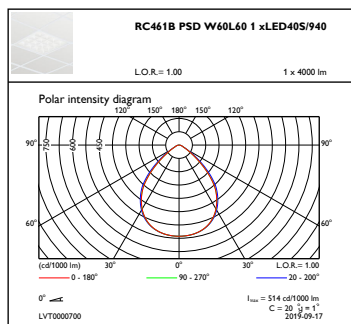 RC461B PSD W60L60 1 xLED40S/940
L.O.R.= 1.00 1 x 4000 lm
Polar intensity diagram
120° 150° 180° 150° 120°
90° 750 600 450 90°
60° 60°
(cd/1000 lm) 30° 0° 30° L.O.R.= 1.00
0 - 180° 90 - 270° 20 - 200°
0° Imax = 514 cd/1000 lm
C = 20 °g = 1°
LVT0000700 2019-09-17